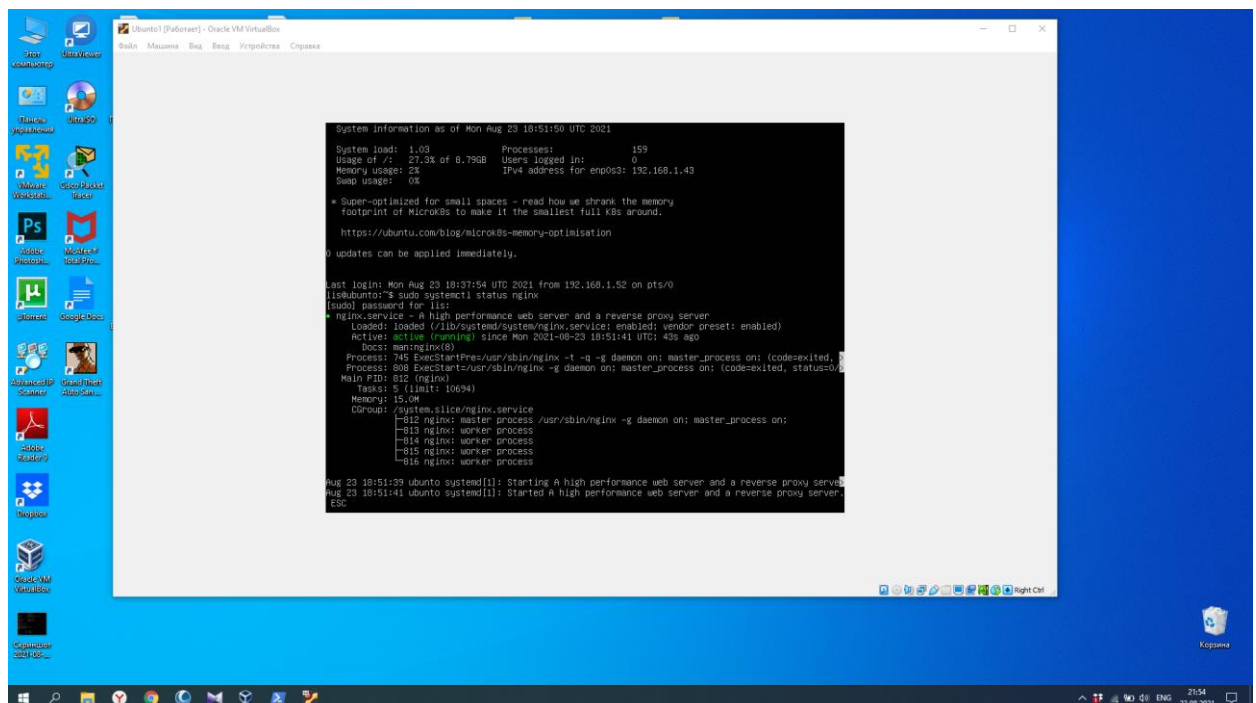 Ubunto1 [Работает] - Oracle VM VirtualBox
Файл Машина Вид Ввод Устройства Справка
Этот компьютер
UltraViewer
Панель управления
UltraISO
VMware Workstati...
Cisco Packet Tracer
Ps
Adobe Photosh...
McAfee® Total Pro...
µTorrent
Google Docs
Advanced IP Scanner
Grand Theft Auto San ...
Adobe Reader 9
Dropbox
Oracle VM VirtualBox
Скриншот
Корзина
System information as of Mon Aug 23 18:51:50 UTC 2021
System load: 1.03 Processes: 159
Usage of /: 27.3% of 8.79GB Users logged in: 0
Memory usage: 2% IPv4 address for enp0s3: 192.168.1.43
Swap usage: 0%
* Super-optimized for small spaces - read how we shrank the memory
footprint of MicroK8s to make it the smallest full K8s around.
https://ubuntu.com/blog/microk8s-memory-optimisation
0 updates can be applied immediately.
Last login: Mon Aug 23 18:37:54 UTC 2021 from 192.168.1.52 on pts/0
lis@ubunto:~$ sudo systemctl status nginx
[sudo] password for lis:
● nginx.service - A high performance web server and a reverse proxy server
Loaded: loaded (/lib/systemd/system/nginx.service; enabled; vendor preset: enabled)
Active: active (running) since Mon 2021-08-23 18:51:41 UTC; 43s ago
Docs: man:nginx(8)
Process: 745 ExecStartPre=/usr/sbin/nginx -t -q -g daemon on; master_process on; (code=exited, >
Process: 808 ExecStart=/usr/sbin/nginx -g daemon on; master_process on; (code=exited, status=0/>
Main PID: 812 (nginx)
Tasks: 5 (limit: 10694)
Memory: 15.0M
CGroup: /system.slice/nginx.service
├─812 nginx: master process /usr/sbin/nginx -g daemon on; master_process on;
├─813 nginx: worker process
├─814 nginx: worker process
├─815 nginx: worker process
└─816 nginx: worker process
Aug 23 18:51:39 ubunto systemd[1]: Starting A high performance web server and a reverse proxy serve>
Aug 23 18:51:41 ubunto systemd[1]: Started A high performance web server and a reverse proxy server.
ESC
Right Ctrl
ENG
21:54